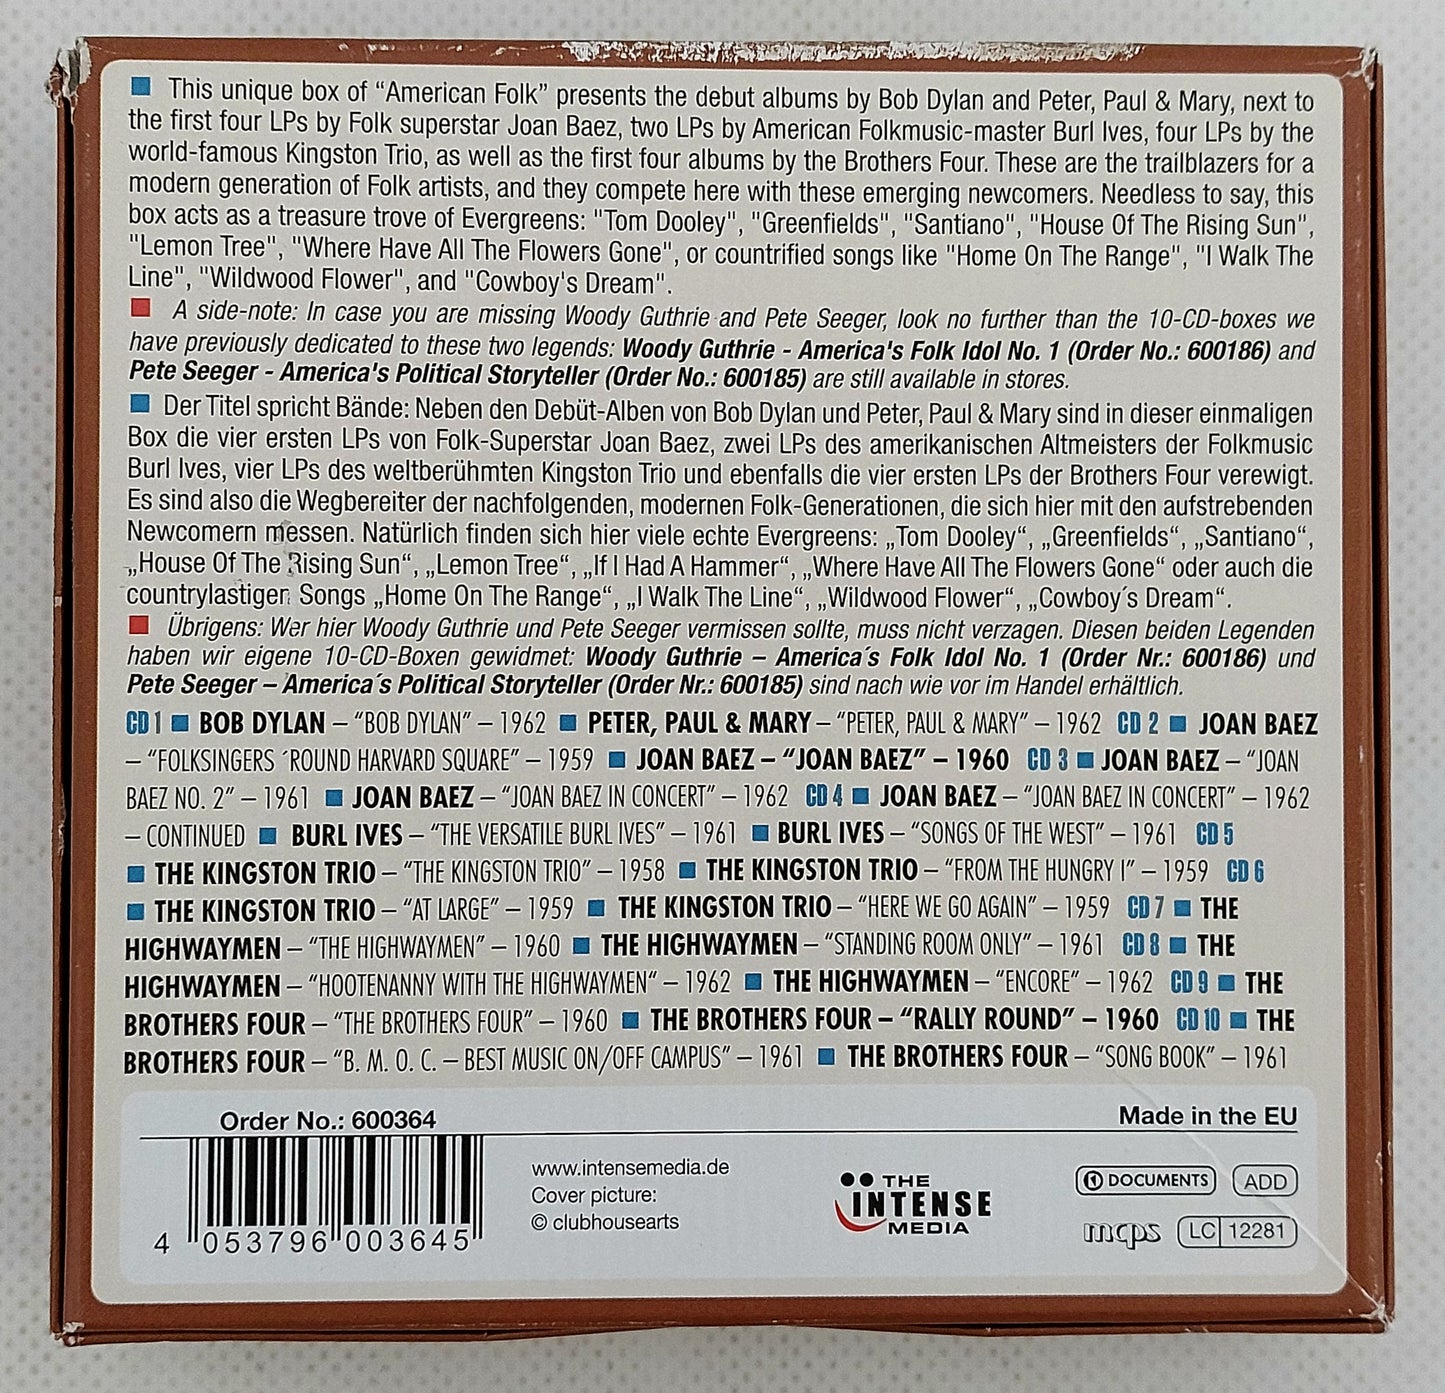 ■ This unique box of “American Folk” presents the debut albums by Bob Dylan and Peter, Paul & Mary, next to
the first four LPs by Folk superstar Joan Baez, two LPs by American Folkmusic-master Burl Ives, four LPs by the
world-famous Kingston Trio, as well as the first four albums by the Brothers Four. These are the trailblazers for a
modern generation of Folk artists, and they compete here with these emerging newcomers. Needless to say, this
box acts as a treasure trove of Evergreens: "Tom Dooley", "Greenfields", "Santiano", "House Of The Rising Sun",
"Lemon Tree", "Where Have All The Flowers Gone", or countrified songs like "Home On The Range", "I Walk The
Line", "Wildwood Flower", and "Cowboy's Dream".
■ A side-note: In case you are missing Woody Guthrie and Pete Seeger, look no further than the 10-CD-boxes we
have previously dedicated to these two legends: Woody Guthrie - America's Folk Idol No. 1 (Order No.: 600186) and
Pete Seeger - America's Political Storyteller (Order No.: 600185) are still available in stores.
■ Der Titel spricht Bände: Neben den Debüt-Alben von Bob Dylan und Peter, Paul & Mary sind in dieser einmaligen
Box die vier ersten LPs von Folk-Superstar Joan Baez, zwei LPs des amerikanischen Altmeisters der Folkmusic
Burl Ives, vier LPs des weltberühmten Kingston Trio und ebenfalls die vier ersten LPs der Brothers Four verewigt.
Es sind also die Wegbereiter der nachfolgenden, modernen Folk-Generationen, die sich hier mit den aufstrebenden
Newcomern messen. Natürlich finden sich hier viele echte Evergreens: „Tom Dooley“, „Greenfields“, „Santiano“,
„House Of The Rising Sun“, „Lemon Tree“, „If I Had A Hammer“, „Where Have All The Flowers Gone“ oder auch die
countrylastigen Songs „Home On The Range“, „I Walk The Line“, „Wildwood Flower“, „Cowboy´s Dream“.
■ Übrigens: Wer hier Woody Guthrie und Pete Seeger vermissen sollte, muss nicht verzagen. Diesen beiden Legenden
haben wir eigene 10-CD-Boxen gewidmet: Woody Guthrie – America´s Folk Idol No. 1 (Order Nr.: 600186) und
Pete Seeger – America´s Political Storyteller (Order Nr.: 600185) sind nach wie vor im Handel erhältlich.
CD 1 ■ BOB DYLAN – “BOB DYLAN” – 1962 ■ PETER, PAUL & MARY – “PETER, PAUL & MARY” – 1962 CD 2 ■ JOAN BAEZ
– “FOLKSINGERS ´ROUND HARVARD SQUARE” – 1959 ■ JOAN BAEZ – “JOAN BAEZ” – 1960 CD 3 ■ JOAN BAEZ – “JOAN
BAEZ NO. 2” – 1961 ■ JOAN BAEZ – “JOAN BAEZ IN CONCERT” – 1962 CD 4 ■ JOAN BAEZ – “JOAN BAEZ IN CONCERT” – 1962
– CONTINUED ■ BURL IVES – “THE VERSATILE BURL IVES” – 1961 ■ BURL IVES – “SONGS OF THE WEST” – 1961 CD 5
■ THE KINGSTON TRIO – “THE KINGSTON TRIO” – 1958 ■ THE KINGSTON TRIO – “FROM THE HUNGRY I” – 1959 CD 6
■ THE KINGSTON TRIO – “AT LARGE” – 1959 ■ THE KINGSTON TRIO – “HERE WE GO AGAIN” – 1959 CD 7 ■ THE
HIGHWAYMEN – “THE HIGHWAYMEN” – 1960 ■ THE HIGHWAYMEN – “STANDING ROOM ONLY” – 1961 CD 8 ■ THE
HIGHWAYMEN – “HOOTENANNY WITH THE HIGHWAYMEN“ – 1962 ■ THE HIGHWAYMEN – “ENCORE” – 1962 CD 9 ■ THE
BROTHERS FOUR – “THE BROTHERS FOUR” – 1960 ■ THE BROTHERS FOUR – “RALLY ROUND” – 1960 CD 10 ■ THE
BROTHERS FOUR – “B. M. O. C. – BEST MUSIC ON/OFF CAMPUS” – 1961 ■ THE BROTHERS FOUR – “SONG BOOK” – 1961
Order No.: 600364
Made in the EU
www.intensemedia.de
Cover picture:
© clubhousearts
THE
INTENSE
MEDIA
DOCUMENTS
ADD
mcps
LC 12281
4 053796 003645